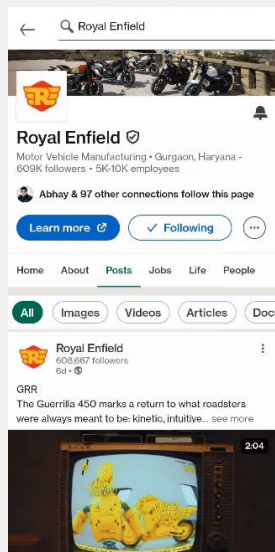 Royal Enfield
Royal Enfield
Motor Vehicle Manufacturing • Gurgaon, Haryana -
609K followers • 5K-10K employees
Abhay & 97 other connections follow this page
Learn more
Following
Home About Posts Jobs Life People
All Images Videos Articles Doc
Royal Enfield
608,667 followers
6d •
GRR
The Guerrilla 450 marks a return to what roadsters
were always meant to be: kinetic, intuitive... see more
2:04